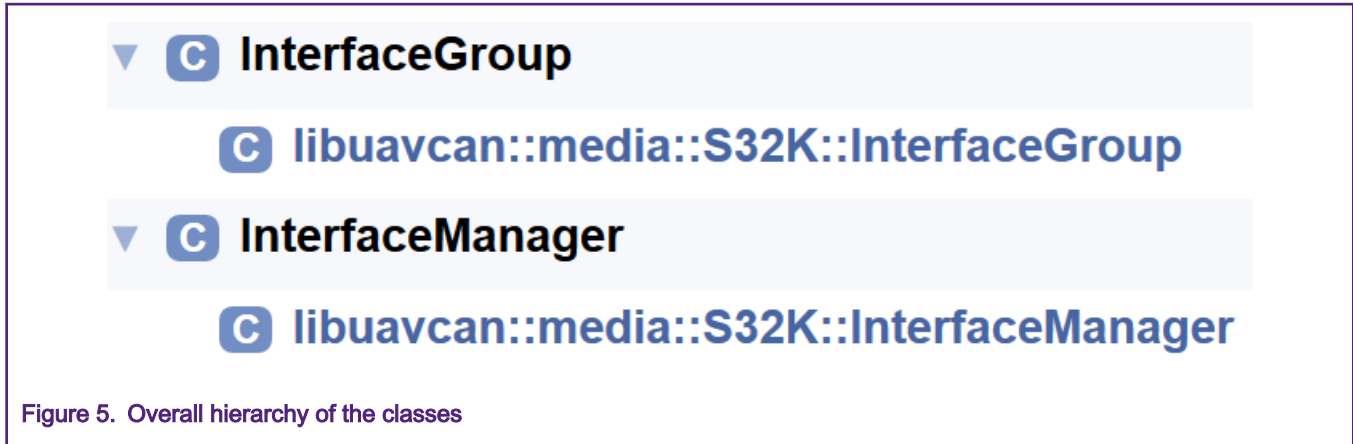 C InterfaceGroup
C libuavcan::media::S32K::InterfaceGroup
C InterfaceManager
C libuavcan::media::S32K::InterfaceManager
Figure 5. Overall hierarchy of the classes